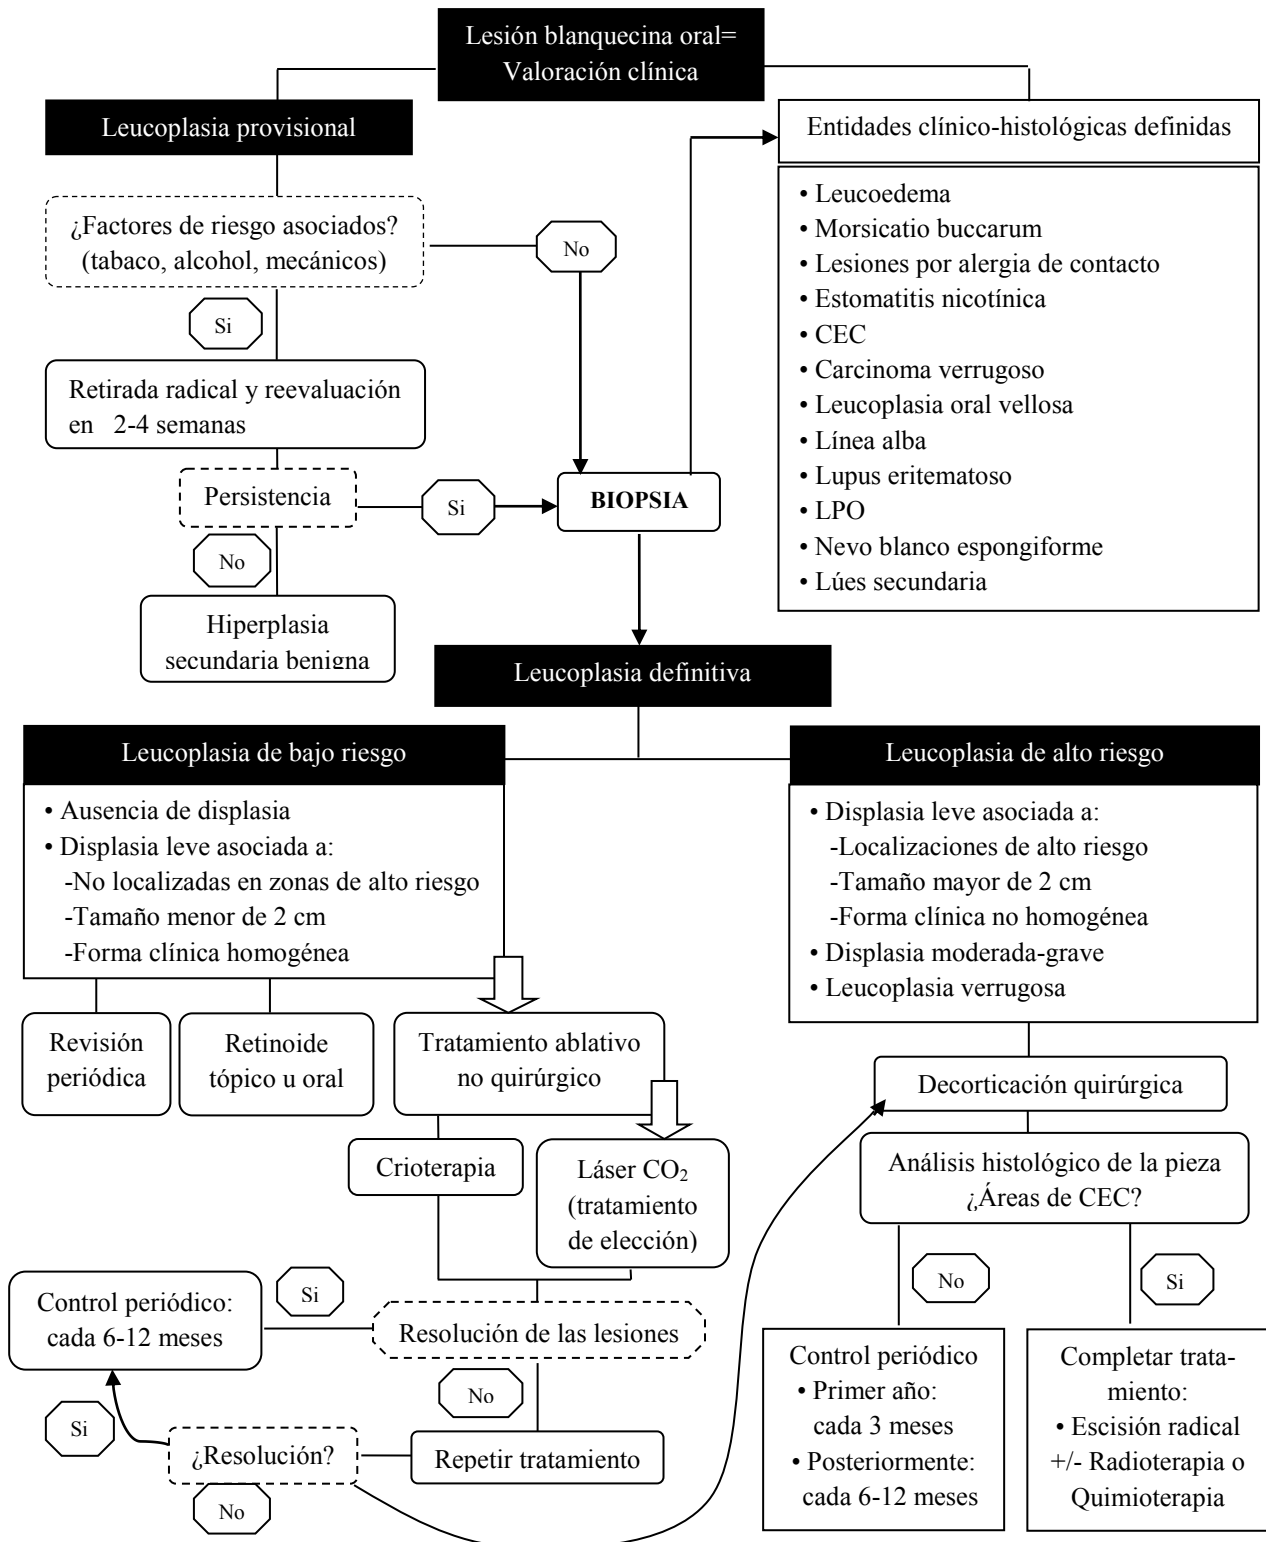 Lesión blanquecina oral=
Valoración clínica
Leucoplasia provisional
Entidades clínico-histológicas definidas
• Leucoedema
• Morsicatio buccarum
• Lesiones por alergia de contacto
• Estomatitis nicotínica
• CEC
• Carcinoma verrugoso
• Leucoplasia oral vellosa
• Línea alba
• Lupus eritematoso
• LPO
• Nevo blanco espongiforme
• Lúes secundaria
¿Factores de riesgo asociados?
(tabaco, alcohol, mecánicos)
No
Si
Retirada radical y reevaluación
en 2-4 semanas
Persistencia
Si
BIOPSIA
No
Hiperplasia
secundaria benigna
Leucoplasia definitiva
Leucoplasia de bajo riesgo
• Ausencia de displasia
• Displasia leve asociada a:
-No localizadas en zonas de alto riesgo
-Tamaño menor de 2 cm
-Forma clínica homogénea
Leucoplasia de alto riesgo
• Displasia leve asociada a:
-Localizaciones de alto riesgo
-Tamaño mayor de 2 cm
-Forma clínica no homogénea
• Displasia moderada-grave
• Leucoplasia verrugosa
Revisión
periódica
Retinoide
tópico u oral
Tratamiento ablativo
no quirúrgico
Decorticación quirúrgica
Crioterapia
Láser CO₂
(tratamiento
de elección)
Análisis histológico de la pieza
¿Áreas de CEC?
No
Si
Control periódico:
cada 6-12 meses
Si
Resolución de las lesiones
No
Si
¿Resolución?
Repetir tratamiento
No
Control periódico
• Primer año:
cada 3 meses
• Posteriormente:
cada 6-12 meses
Completar trata-
miento:
• Escisión radical
+/- Radioterapia o
Quimioterapia